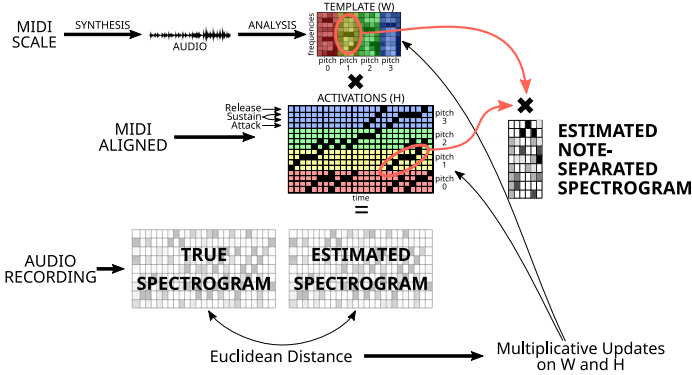 TEMPLATE (W)
MIDI
SCALE
SYNTHESIS
AUDIO
ANALYSIS
frequencies
pitch pitch pitch pitch
0 1 2 3
ACTIVATIONS (H)
Release
Sustain
Attack
MIDI
ALIGNED
pitch
3
pitch
2
pitch
1
pitch
0
time
=
ESTIMATED
NOTE-
SEPARATED
SPECTROGRAM
AUDIO
RECORDING
TRUE
SPECTROGRAM
ESTIMATED
SPECTROGRAM
Euclidean Distance
Multiplicative Updates
on W and H